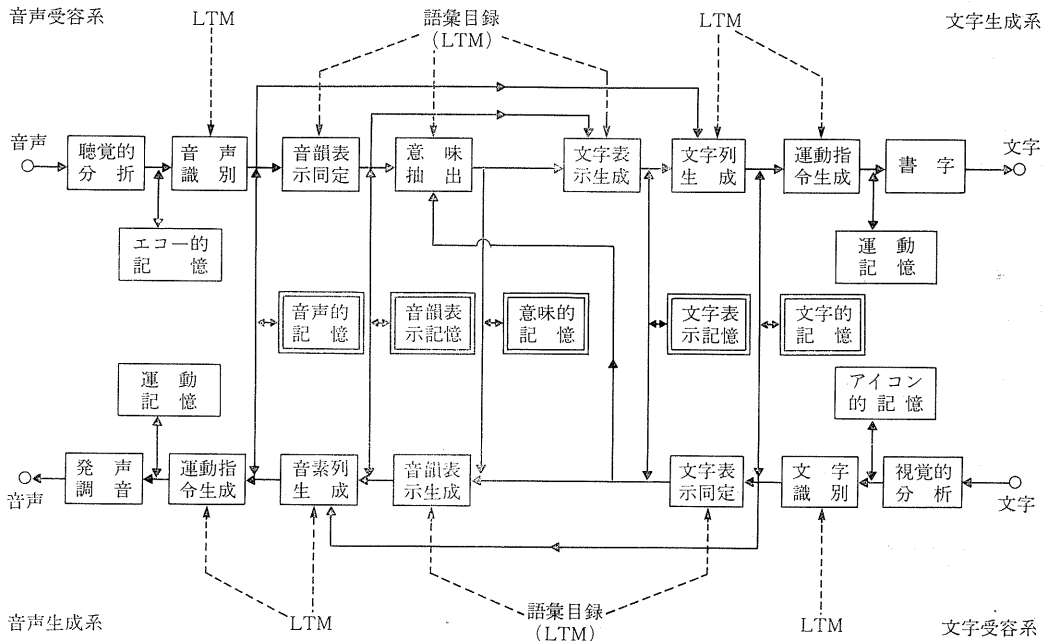 音声受容系
LTM
語彙目録
(LTM)
LTM
文字生成系
音声
聴覚的
分折
音声
識別
音韻表
示同定
意味
抽出
文字表
示生成
文字列
生成
運動指
令生成
書字
文字
エコー的
記憶
運動
記憶
音声的
記憶
音韻表
示記憶
意味的
記憶
文字表
示記憶
文字的
記憶
運動
記憶
アイコン
的記憶
発声
調音
運動指
令生成
音素列
生成
音韻表
示生成
文字表
示同定
文字
識別
視覚的
分析
音声
文字
音声生成系
LTM
語彙目録
(LTM)
LTM
文字受容系